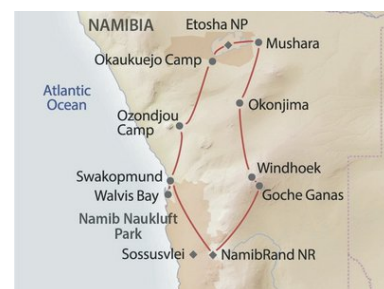 NAMIBIA
Etosha NP
Mushara
Okaukuejo Camp
Atlantic
Ocean
Okonjima
Ozondjou
Camp
Swakopmund
Windhoek
Walvis Bay
Goche Ganas
Namib Naukluft
Park
Sossusvlei
NamibRand NR